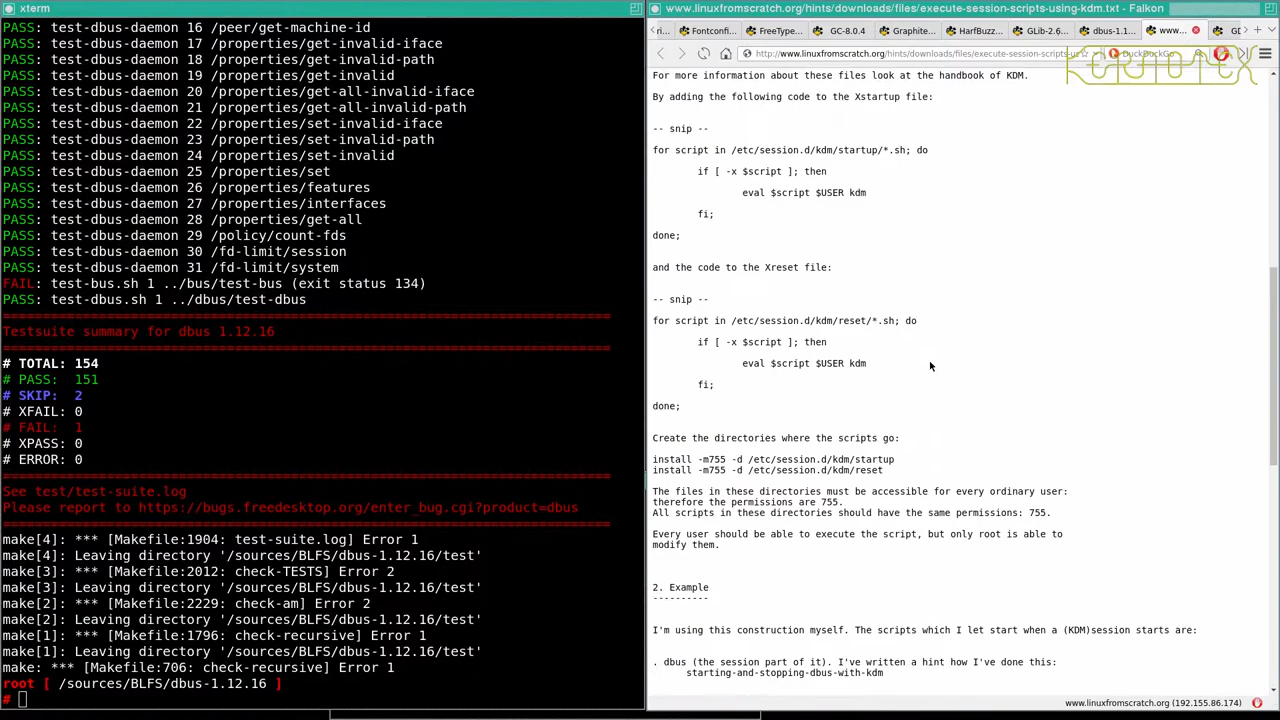 xterm
PASS: test-dbus-daemon 16 /peer/get-machine-id
PASS: test-dbus-daemon 17 /properties/get-invalid-iface
PASS: test-dbus-daemon 18 /properties/get-invalid-path
PASS: test-dbus-daemon 19 /properties/get-invalid
PASS: test-dbus-daemon 20 /properties/get-all-invalid-iface
PASS: test-dbus-daemon 21 /properties/get-all-invalid-path
PASS: test-dbus-daemon 22 /properties/set-invalid-iface
PASS: test-dbus-daemon 23 /properties/set-invalid-path
PASS: test-dbus-daemon 24 /properties/set-invalid
PASS: test-dbus-daemon 25 /properties/set
PASS: test-dbus-daemon 26 /properties/features
PASS: test-dbus-daemon 27 /properties/interfaces
PASS: test-dbus-daemon 28 /properties/get-all
PASS: test-dbus-daemon 29 /policy/count-fds
PASS: test-dbus-daemon 30 /fd-limit/session
PASS: test-dbus-daemon 31 /fd-limit/system
FAIL: test-bus.sh 1 ../bus/test-bus (exit status 134)
PASS: test-dbus.sh 1 ../dbus/test-dbus
============================================================================
Testsuite summary for dbus 1.12.16
============================================================================
# TOTAL: 154
# PASS:  151
# SKIP:  2
# XFAIL: 0
# FAIL:  1
# XPASS: 0
# ERROR: 0
============================================================================
See test/test-suite.log
Please report to https://bugs.freedesktop.org/enter_bug.cgi?product=dbus
============================================================================
make[4]: *** [Makefile:1904: test-suite.log] Error 1
make[4]: Leaving directory '/sources/BLFS/dbus-1.12.16/test'
make[3]: *** [Makefile:2012: check-TESTS] Error 2
make[3]: Leaving directory '/sources/BLFS/dbus-1.12.16/test'
make[2]: *** [Makefile:2229: check-am] Error 2
make[2]: Leaving directory '/sources/BLFS/dbus-1.12.16/test'
make[1]: *** [Makefile:1796: check-recursive] Error 1
make[1]: Leaving directory '/sources/BLFS/dbus-1.12.16/test'
make: *** [Makefile:706: check-recursive] Error 1
root [ /sources/BLFS/dbus-1.12.16 ]
#
www.linuxfromscratch.org/hints/downloads/files/execute-session-scripts-using-kdm.txt - Falkon
ri... Fontconfi... FreeType... GC-8.0.4 Graphite... HarfBuzz... GLib-2.6... dbus-1.1... www... GD
http://www.linuxfromscratch.org/hints/downloads/files/execute-session-scripts-u DuckDuckGo
For more information about these files look at the handbook of KDM.
By adding the following code to the Xstartup file:
-- snip --
for script in /etc/session.d/kdm/startup/*.sh; do
if [ -x $script ]; then
eval $script $USER kdm
fi;
done;
and the code to the Xreset file:
-- snip --
for script in /etc/session.d/kdm/reset/*.sh; do
if [ -x $script ]; then
eval $script $USER kdm
fi;
done;
Create the directories where the scripts go:
install -m755 -d /etc/session.d/kdm/startup
install -m755 -d /etc/session.d/kdm/reset
The files in these directories must be accessible for every ordinary user:
therefore the permissions are 755.
All scripts in these directories should have the same permissions: 755.
Every user should be able to execute the script, but only root is able to
modify them.
2. Example
----------
I'm using this construction myself. The scripts which I let start when a (KDM)session starts are:
. dbus (the session part of it). I've written a hint how I've done this:
starting-and-stopping-dbus-with-kdm
www.linuxfromscratch.org (192.155.86.174)